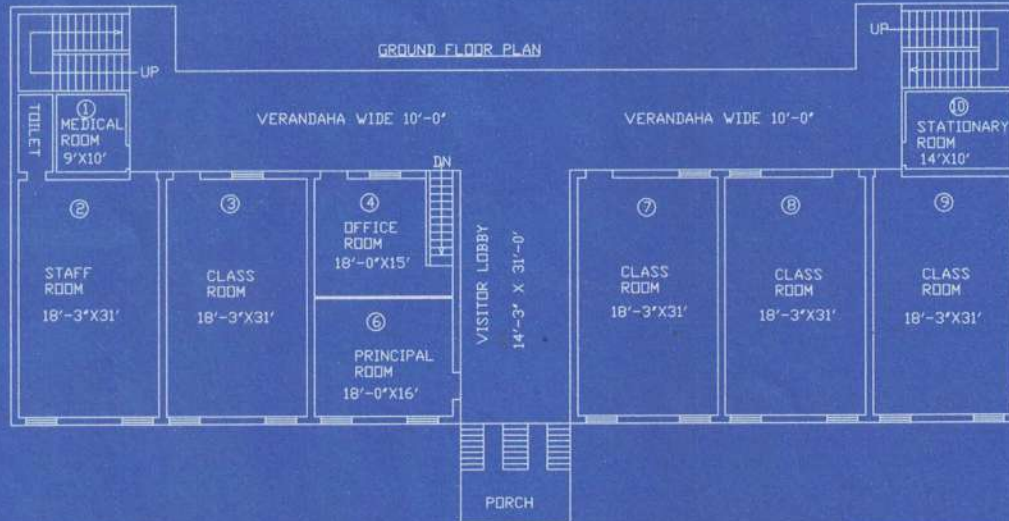 GROUND FLOOR PLAN
UP
UP
TOILET
①
MEDICAL
ROOM
9'X10'
VERANDAHA WIDE 10'-0"
VERANDAHA WIDE 10'-0"
⑩
STATIONARY
ROOM
14'X10'
DN
②
STAFF
ROOM
18'-3"X31'
③
CLASS
ROOM
18'-3"X31'
④
OFFICE
ROOM
18'-0"X15'
⑥
PRINCIPAL
ROOM
18'-0"X16'
VISITOR LOBBY
14'-3" X 31'-0'
⑦
CLASS
ROOM
18'-3"X31'
⑧
CLASS
ROOM
18'-3"X31'
⑨
CLASS
ROOM
18'-3"X31'
PORCH